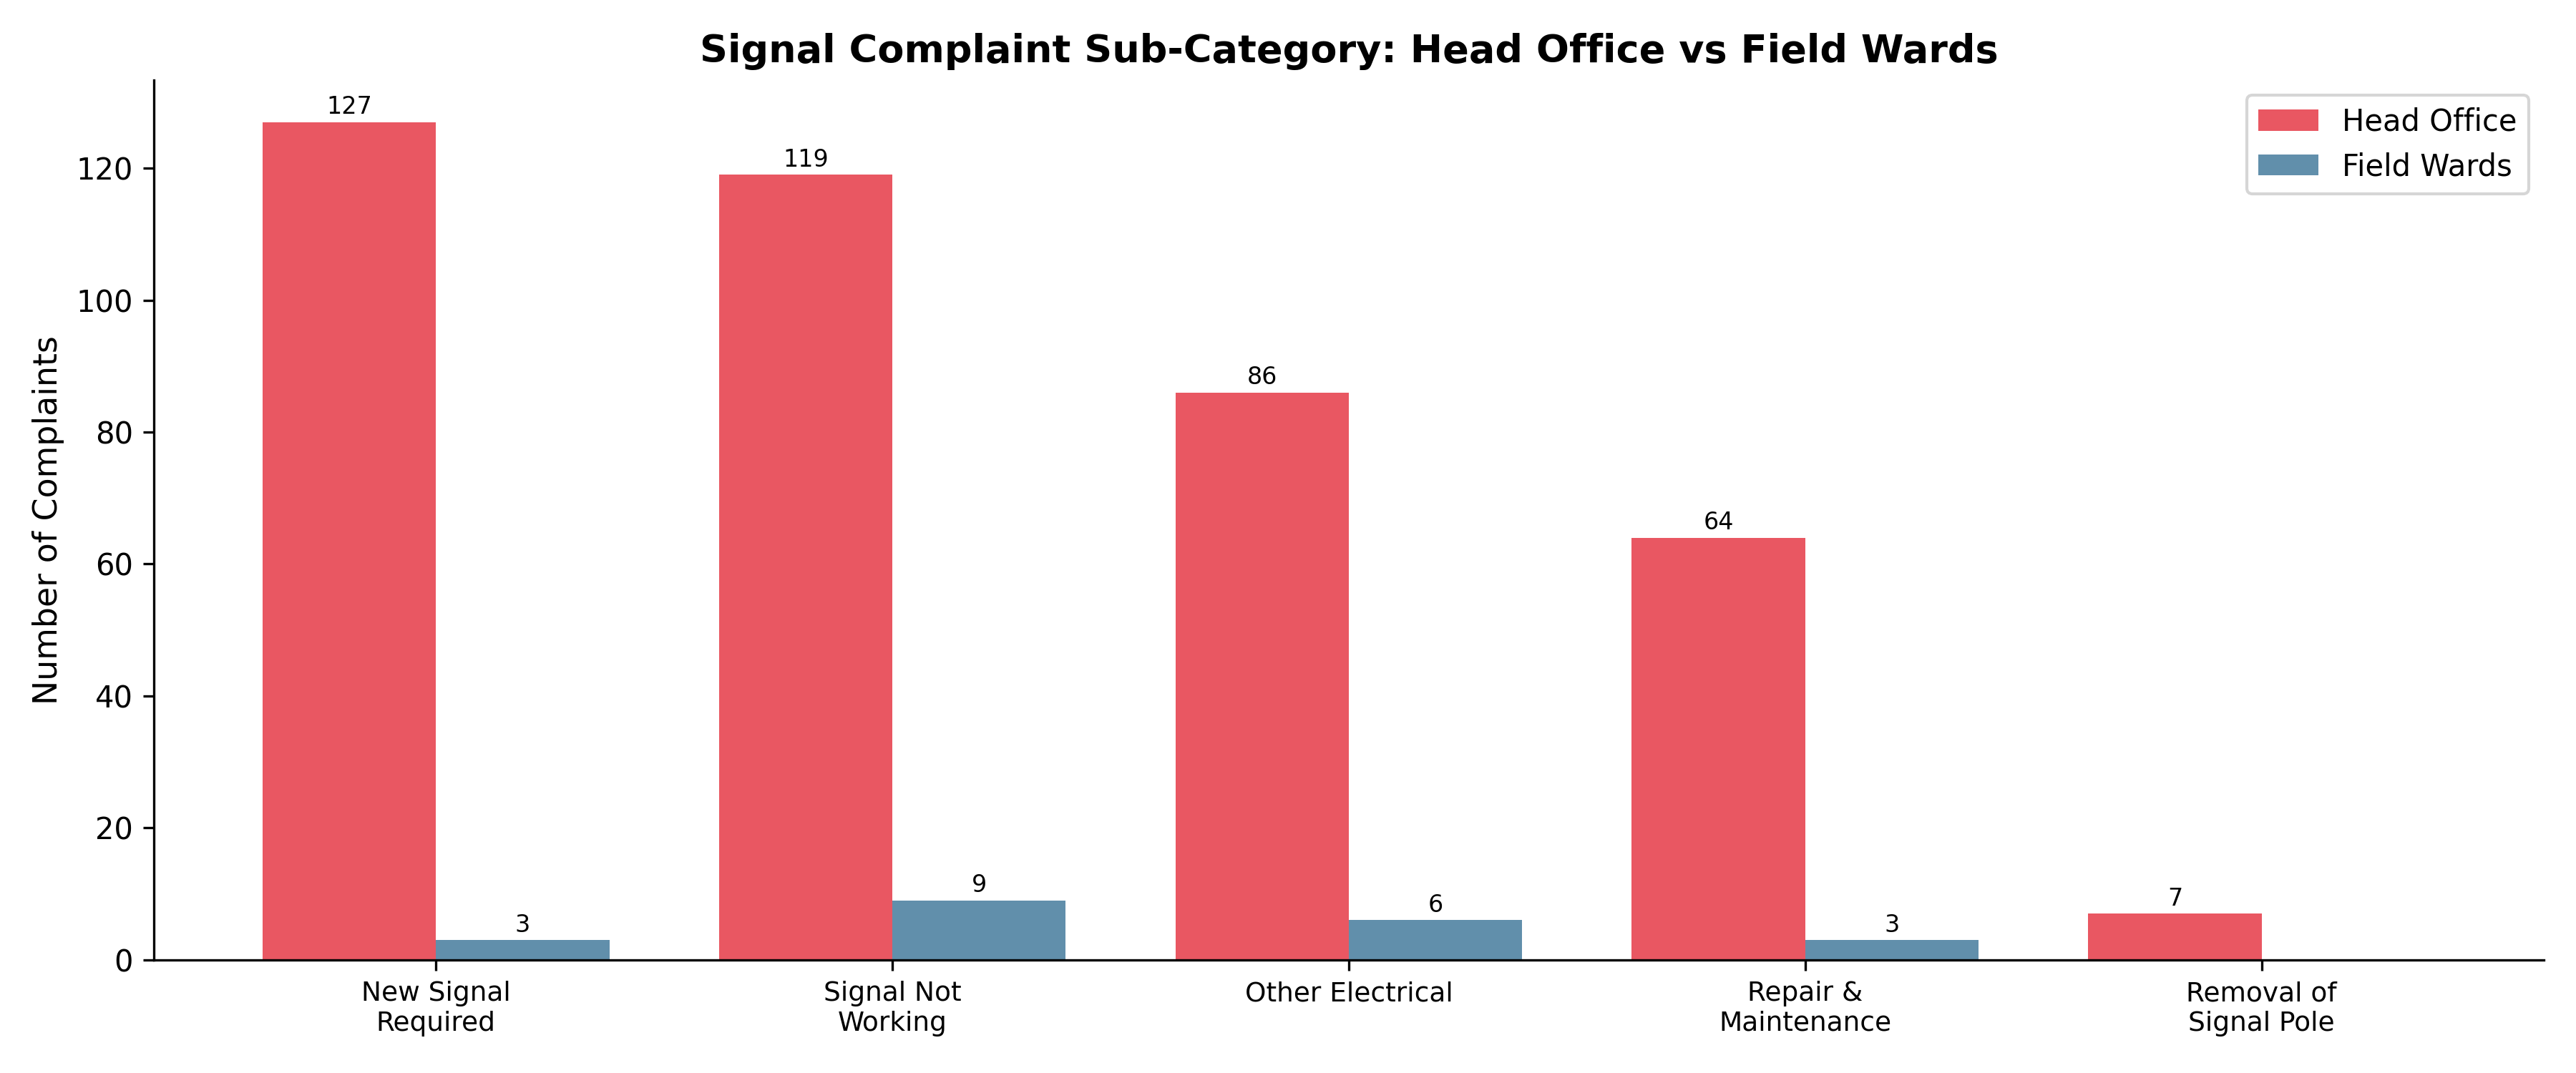 Signal Complaint Sub-Category: Head Office vs Field Wards
Head Office
Field Wards
Number of Complaints
120
100
80
60
40
20
0
127
3
119
9
86
6
64
3
7
New Signal
Required
Signal Not
Working
Other Electrical
Repair &
Maintenance
Removal of
Signal Pole